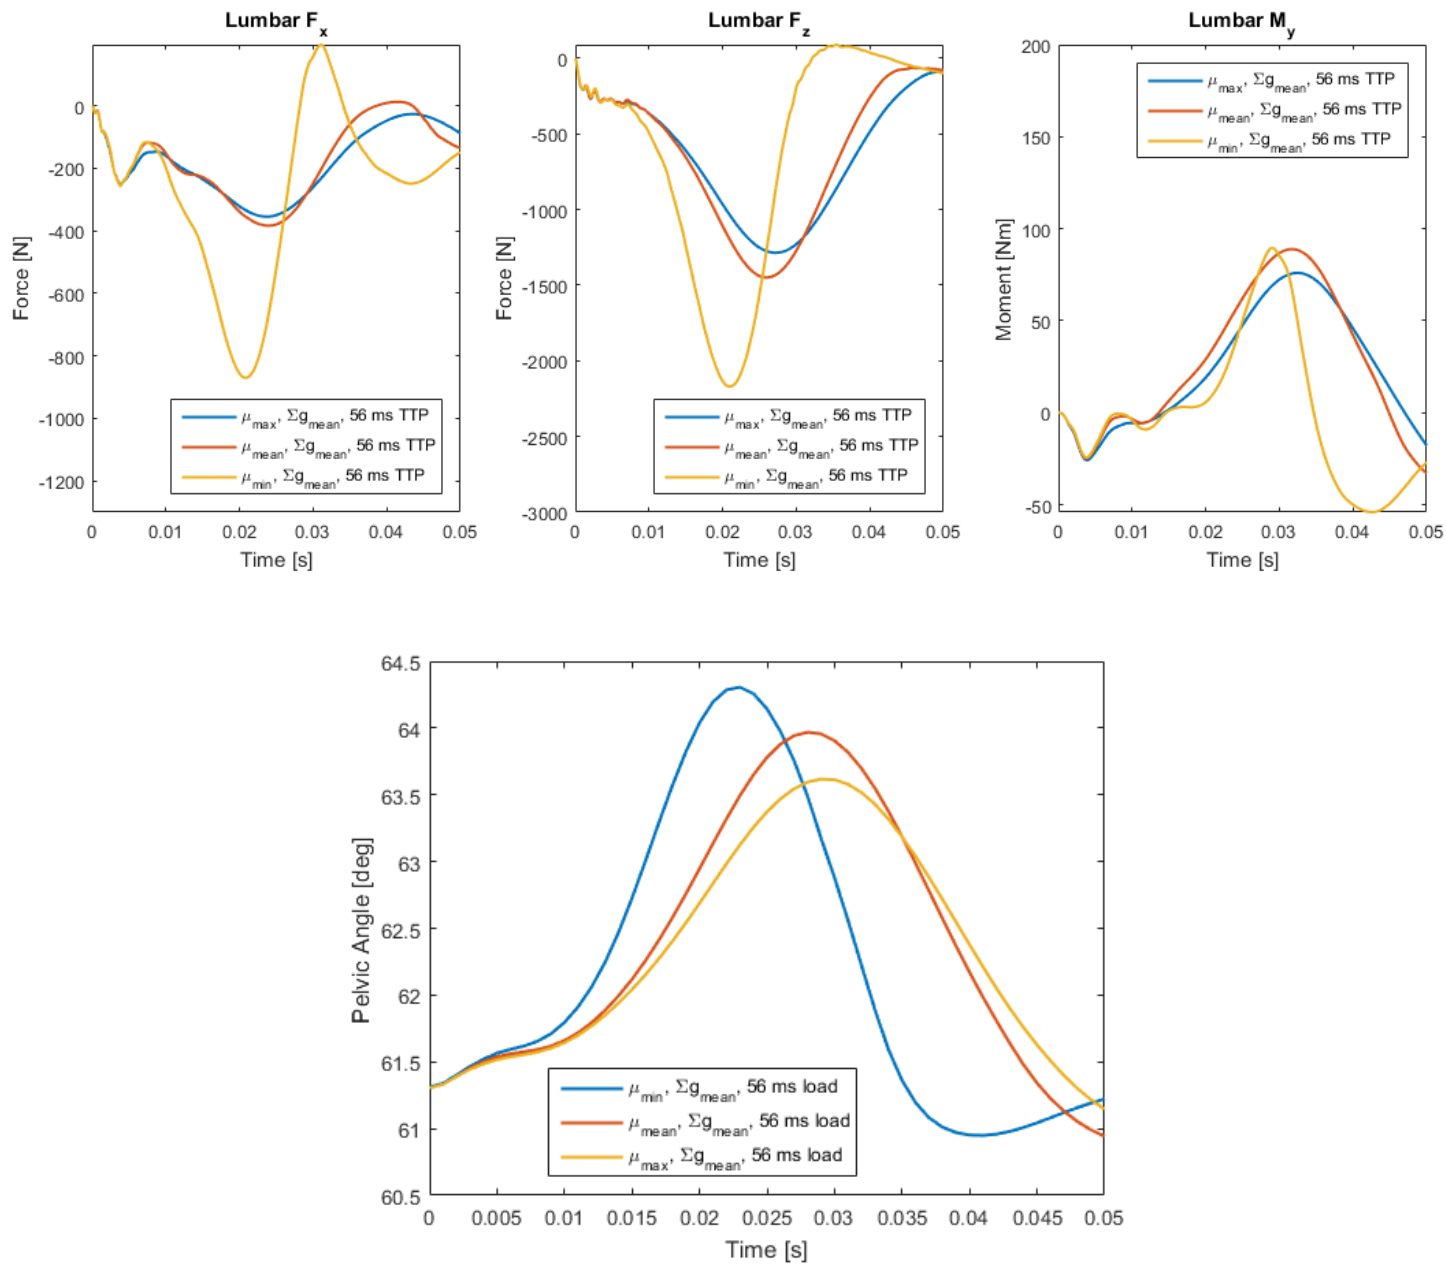 Lumbar Fx
0
-200
-400
-600
-800
-1000
-1200
Force [N]
μmax, Σgmean, 56 ms TTP
μmean, Σgmean, 56 ms TTP
μmin, Σgmean, 56 ms TTP
0 0.01 0.02 0.03 0.04 0.05
Time [s]
Lumbar Fz
0
-500
-1000
-1500
-2000
-2500
-3000
Force [N]
μmax, Σgmean, 56 ms TTP
μmean, Σgmean, 56 ms TTP
μmin, Σgmean, 56 ms TTP
0 0.01 0.02 0.03 0.04 0.05
Time [s]
Lumbar My
200
150
100
50
0
-50
Moment [Nm]
μmax, Σgmean, 56 ms TTP
μmean, Σgmean, 56 ms TTP
μmin, Σgmean, 56 ms TTP
0 0.01 0.02 0.03 0.04 0.05
Time [s]
64.5
64
63.5
63
62.5
62
61.5
61
60.5
Pelvic Angle [deg]
μmin, Σgmean, 56 ms load
μmean, Σgmean, 56 ms load
μmax, Σgmean, 56 ms load
0 0.005 0.01 0.015 0.02 0.025 0.03 0.035 0.04 0.045 0.05
Time [s]